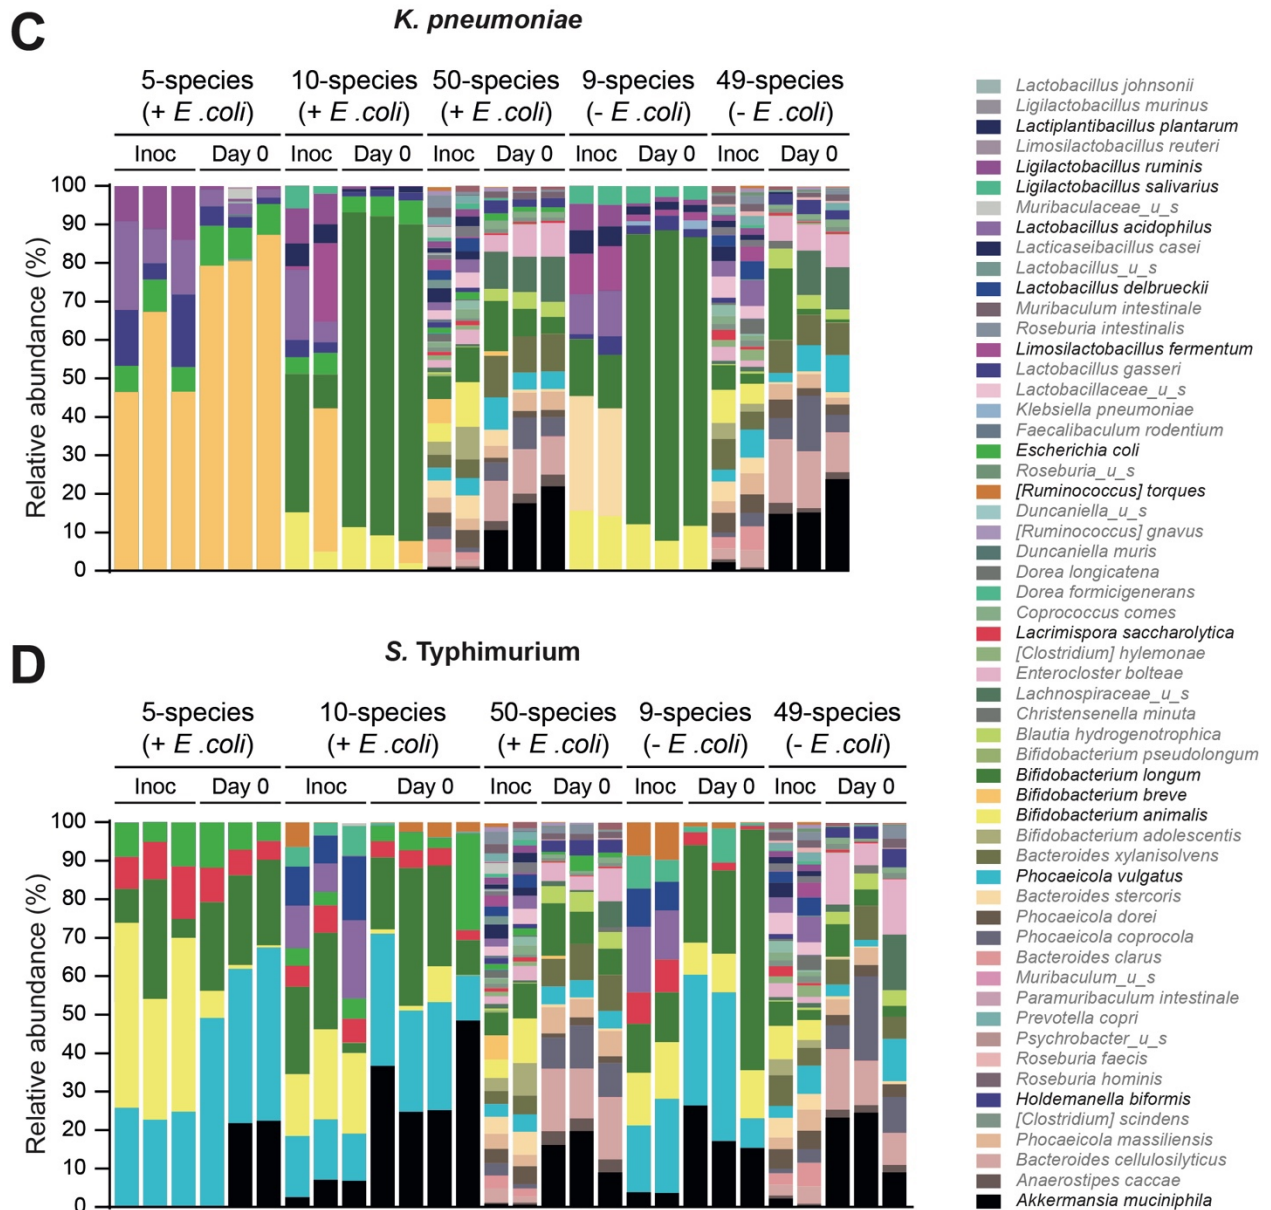 C
K. pneumoniae
5-species 10-species 50-species 9-species 49-species
(+ E .coli) (+ E .coli) (+ E .coli) (- E .coli) (- E .coli)
Inoc Day 0 Inoc Day 0 Inoc Day 0 Inoc Day 0 Inoc Day 0
Relative abundance (%)
100
90
80
70
60
50
40
30
20
10
0
D
S. Typhimurium
5-species 10-species 50-species 9-species 49-species
(+ E .coli) (+ E .coli) (+ E .coli) (- E .coli) (- E .coli)
Inoc Day 0 Inoc Day 0 Inoc Day 0 Inoc Day 0 Inoc Day 0
Relative abundance (%)
100
90
80
70
60
50
40
30
20
10
0
Lactobacillus johnsonii
Ligilactobacillus murinus
Lactiplantibacillus plantarum
Limosilactobacillus reuteri
Ligilactobacillus ruminis
Ligilactobacillus salivarius
Muribaculaceae_u_s
Lactobacillus acidophilus
Lacticaseibacillus casei
Lactobacillus_u_s
Lactobacillus delbrueckii
Muribaculum intestinale
Roseburia intestinalis
Limosilactobacillus fermentum
Lactobacillus gasseri
Lactobacillaceae_u_s
Klebsiella pneumoniae
Faecalibaculum rodentium
Escherichia coli
Roseburia_u_s
[Ruminococcus] torques
Duncaniella_u_s
[Ruminococcus] gnavus
Duncaniella muris
Dorea longicatena
Dorea formicigenerans
Coprococcus comes
Lacrimispora saccharolytica
[Clostridium] hylemonae
Enterocloster bolteae
Lachnospiraceae_u_s
Christensenella minuta
Blautia hydrogenotrophica
Bifidobacterium pseudolongum
Bifidobacterium longum
Bifidobacterium breve
Bifidobacterium animalis
Bifidobacterium adolescentis
Bacteroides xylanisolvens
Phocaeicola vulgatus
Bacteroides stercoris
Phocaeicola dorei
Phocaeicola coprocola
Bacteroides clarus
Muribaculum_u_s
Paramuribaculum intestinale
Prevotella copri
Psychrobacter_u_s
Roseburia faecis
Roseburia hominis
Holdemanella biformis
[Clostridium] scindens
Phocaeicola massiliensis
Bacteroides cellulosilyticus
Anaerostipes caccae
Akkermansia muciniphila